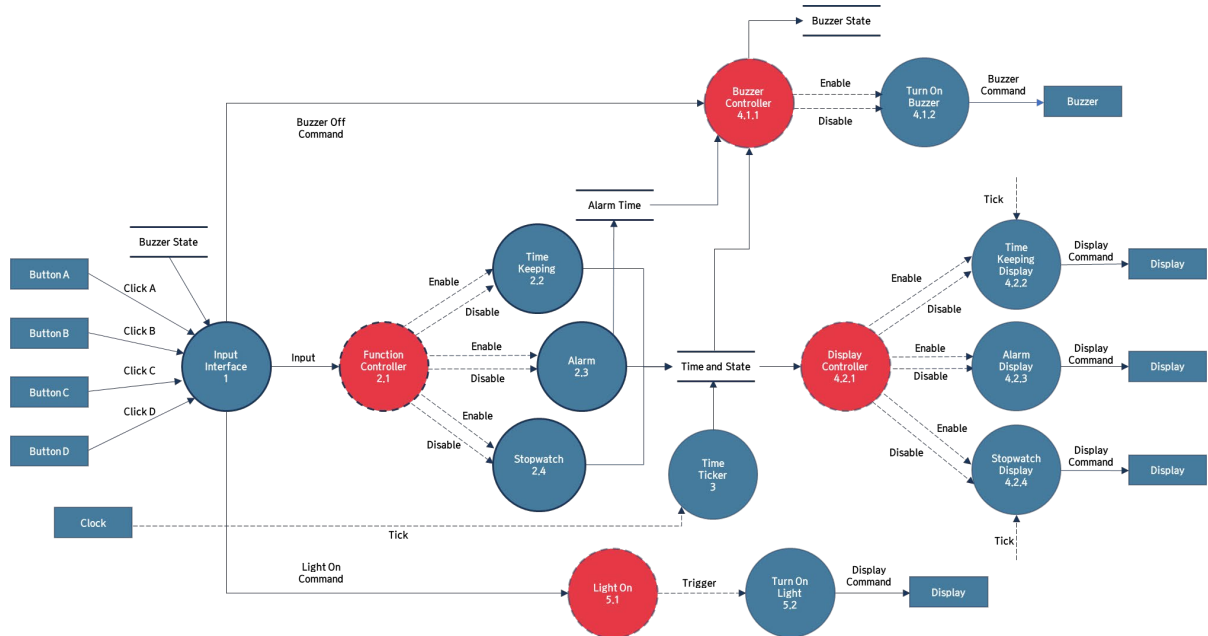 Buzzer State
Buzzer
Controller
4,1,1
Enable
Disable
Turn On
Buzzer
4,1,2
Buzzer
Command
Buzzer
Buzzer Off
Command
Alarm Time
Tick
Buzzer State
Button A
Click A
Button B
Click B
Button C
Click C
Button D
Click D
Input
Interface
1
Input
Function
Controller
2,1
Enable
Disable
Time
Keeping
2,2
Enable
Disable
Alarm
2,3
Enable
Disable
Stopwatch
2,4
Time and State
Time
Ticker
3
Display
Controller
4,2,1
Enable
Disable
Time
Keeping
Display
4,2,2
Display
Command
Display
Enable
Disable
Alarm
Display
4,2,3
Display
Command
Display
Enable
Disable
Stopwatch
Display
4,2,4
Display
Command
Display
Clock
Tick
Tick
Light On
Command
Light On
5,1
Trigger
Turn On
Light
5,2
Display
Command
Display